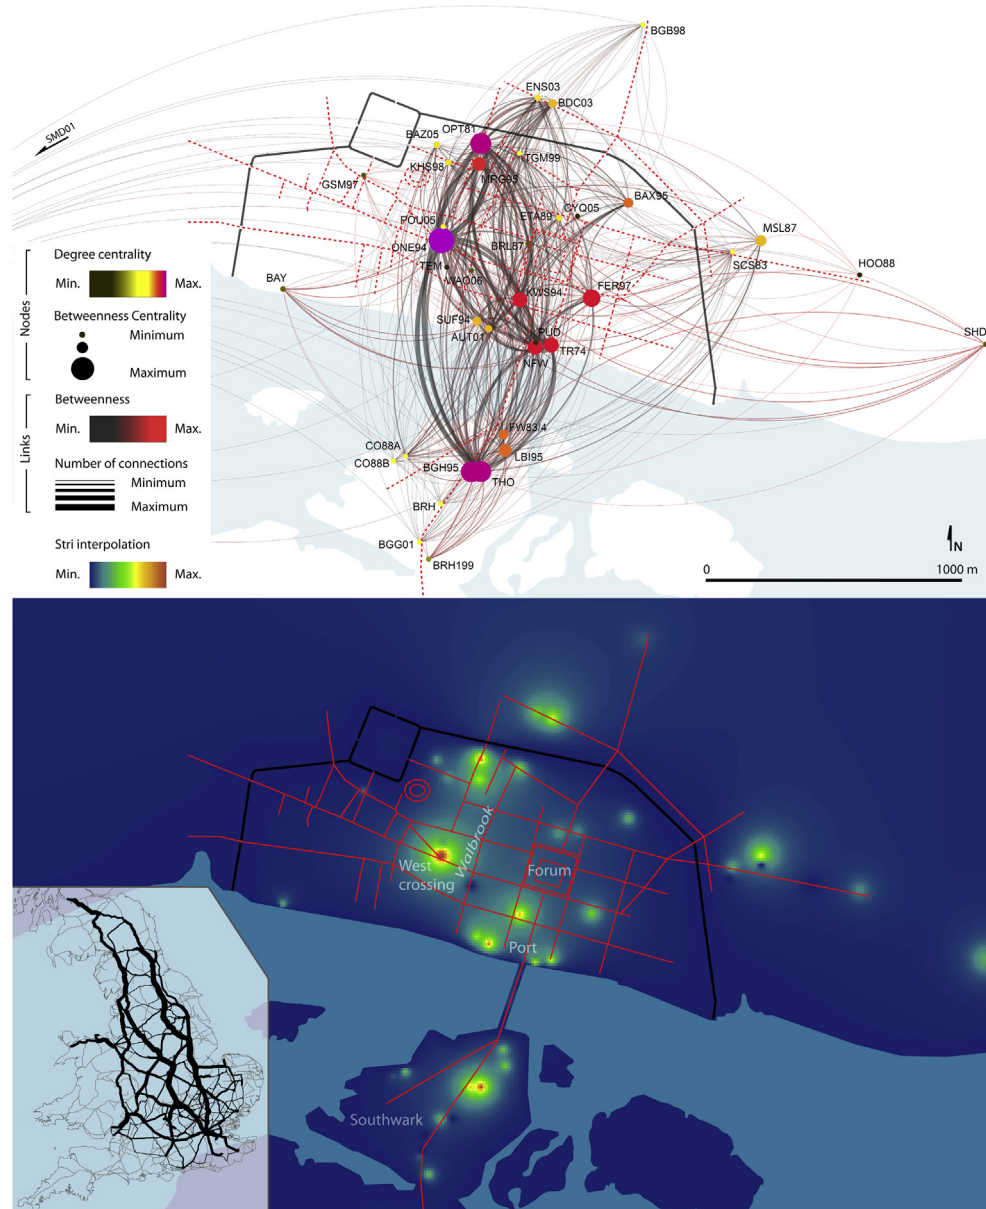 BGB98
ENS03
BDC03
SMD01
OPT81
BAZ05
TGM99
KHS98
MRG95
GSM97
BAX95
CYQ05
ETA89
POU05
MSL87
ONE94
BRL87
SCS83
TEM
HOO88
WAO06
BAY
KWS94
FER97
SUF94
PUD
AUT01
TR74
NFW
SHD
FW83/4
CO88A
LBI95
CO88B
BGH95
THO
BRH
BGG01
BRH199
N
0 1000 m
Nodes
Degree centrality
Min. Max.
Betweenness Centrality
Minimum
Maximum
Links
Betweenness
Min. Max.
Number of connections
Minimum
Maximum
Stri interpolation
Min. Max.
Walbrook
West
crossing
Forum
Port
Southwark